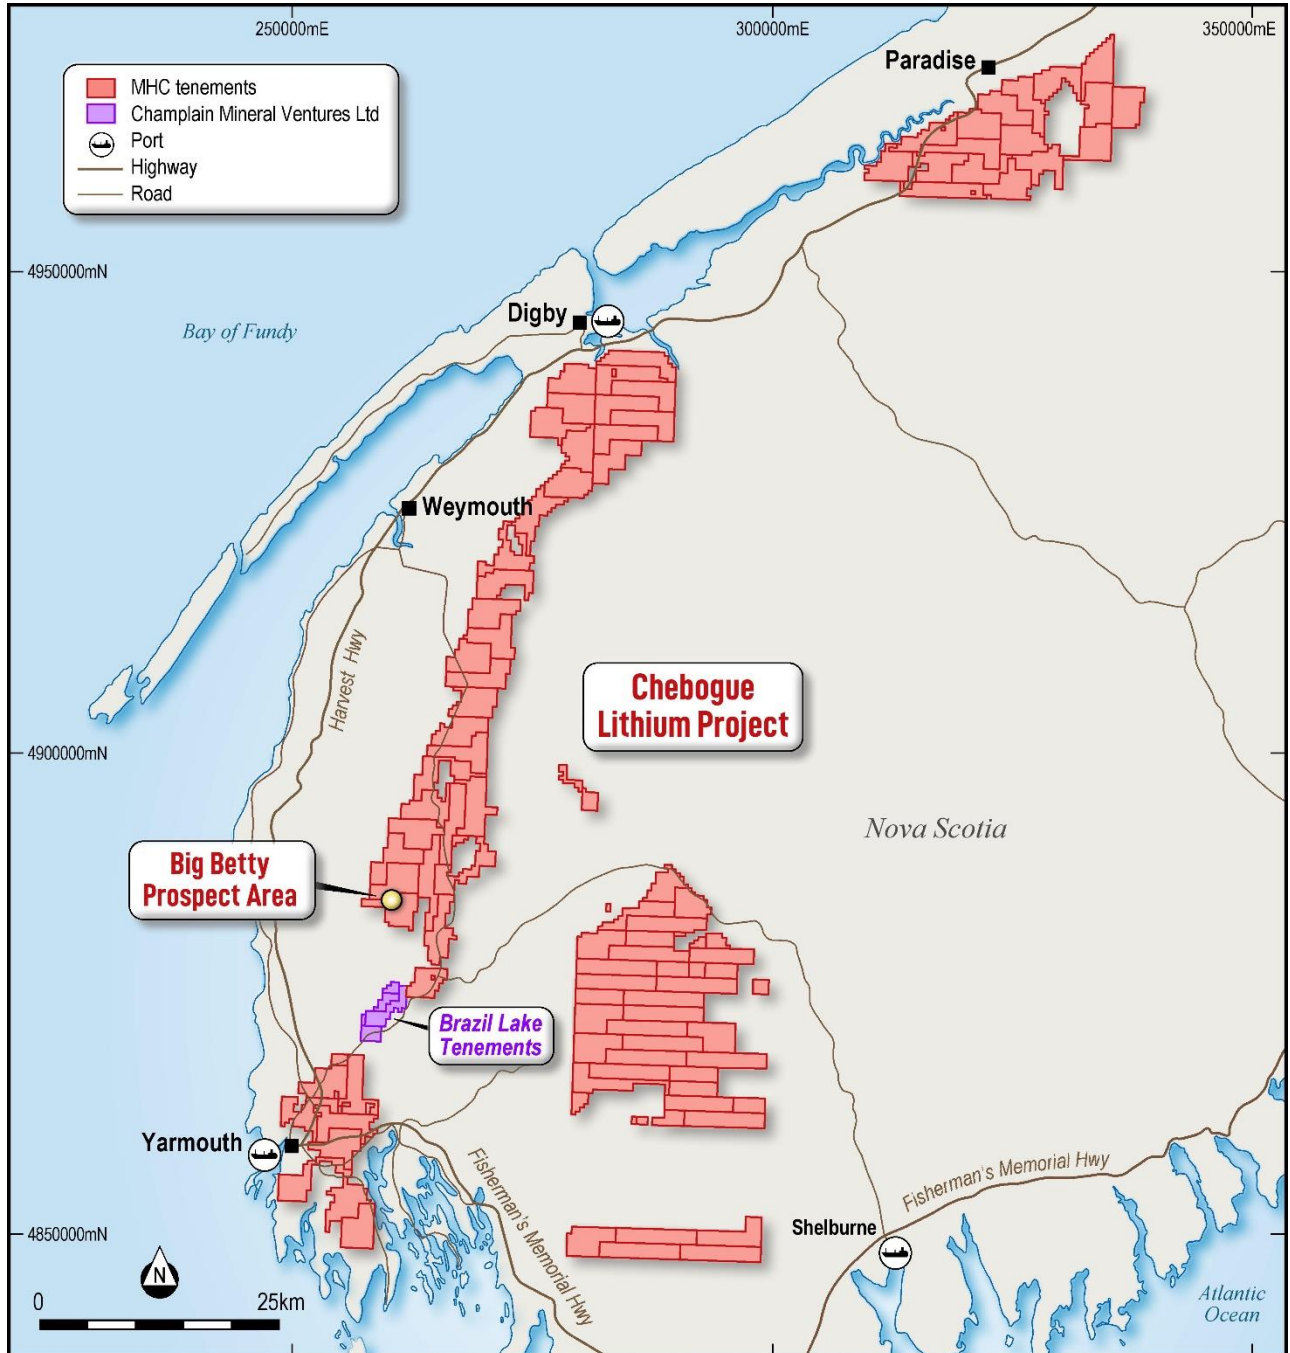 250000mE
300000mE
350000mE
MHC tenements
Champlain Mineral Ventures Ltd
Port
Highway
Road
Paradise
4950000mN
Digby
Bay of Fundy
Weymouth
Harvest Hwy
Chebogue
Lithium Project
4900000mN
Nova Scotia
Big Betty
Prospect Area
Brazil Lake
Tenements
Yarmouth
Fisherman's Memorial Hwy
Fisherman's Memorial Hwy
Shelburne
4850000mN
N
0
25km
Atlantic
Ocean